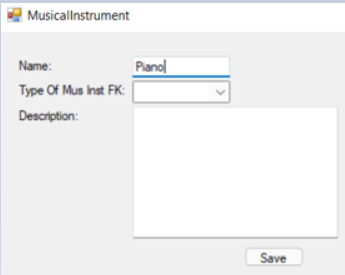 MusicalInstrument
Name: Piano
Type Of Mus Inst FK:
Description:
Save